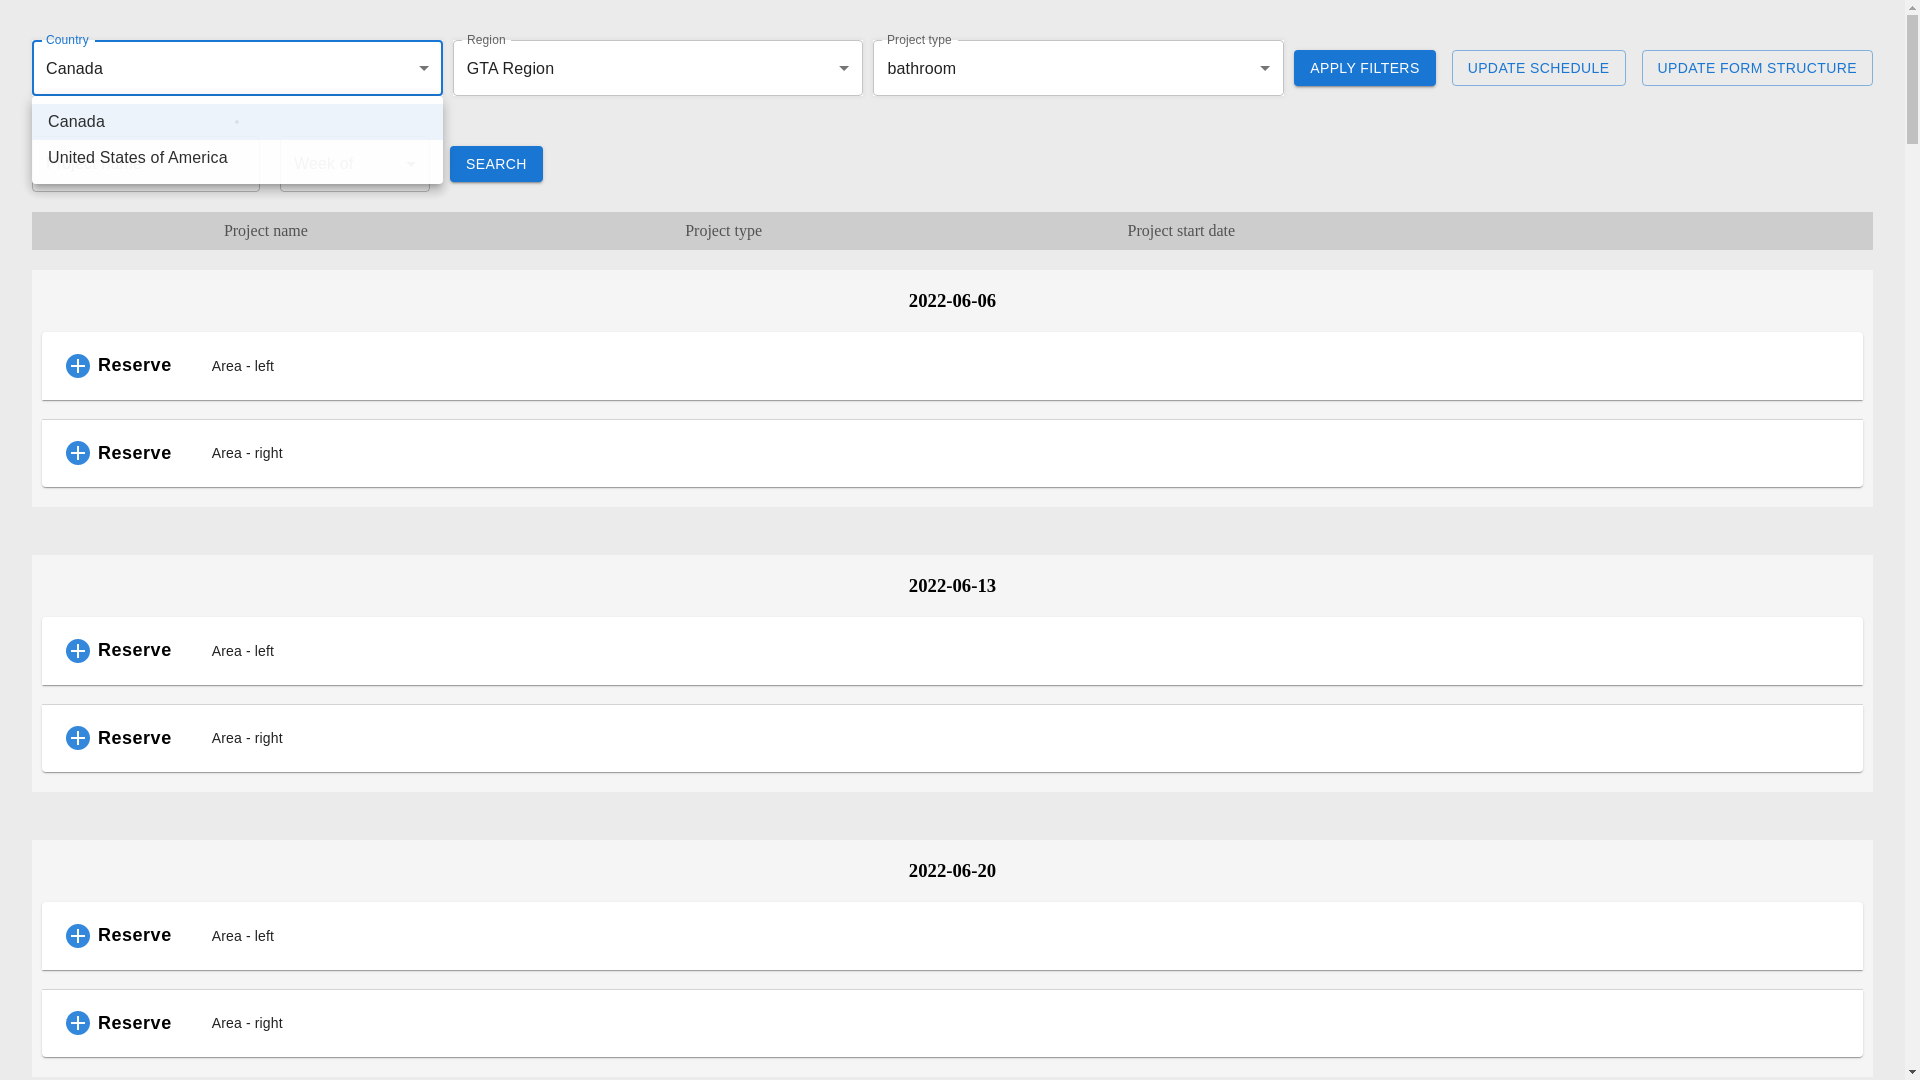 Country
Canada
Region
GTA Region
Project type
bathroom
APPLY FILTERS
UPDATE SCHEDULE
UPDATE FORM STRUCTURE
Canada
United States of America
Week of
SEARCH
Project name
Project type
Project start date
2022-06-06
Reserve
Area - left
Reserve
Area - right
2022-06-13
Reserve
Area - left
Reserve
Area - right
2022-06-20
Reserve
Area - left
Reserve
Area - right